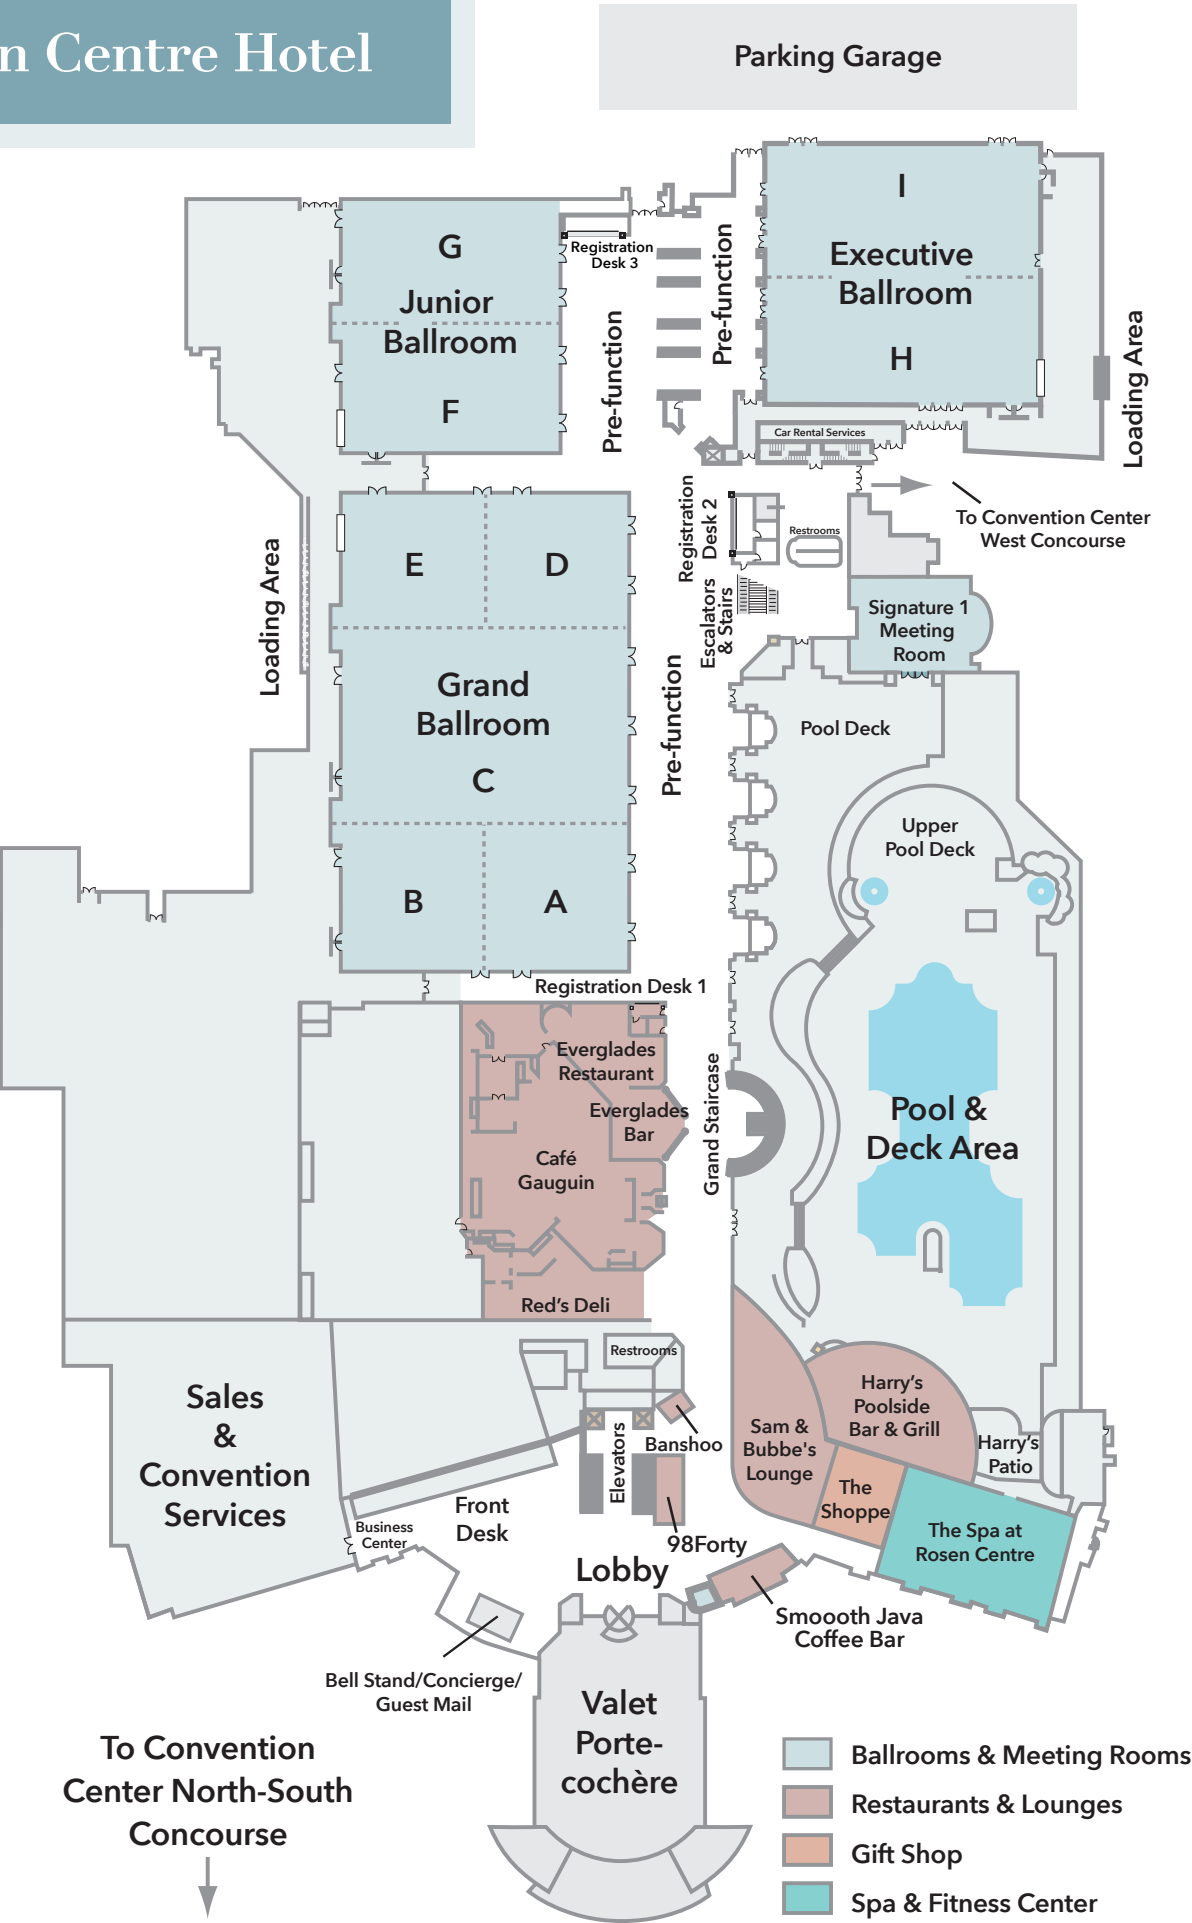 n Centre Hotel
Parking Garage
I
Executive
Ballroom
H
G
Junior
Ballroom
F
Registration
Desk 3
Pre-function
Pre-function
Loading Area
Car Rental Services
To Convention Center
West Concourse
Registration
Desk 2
Restrooms
Escalators
& Stairs
Signature 1
Meeting
Room
Loading Area
E
D
Grand
Ballroom
C
B
A
Pre-function
Pool Deck
Upper
Pool Deck
Registration Desk 1
Everglades
Restaurant
Everglades
Bar
Café
Gauguin
Red's Deli
Grand Staircase
Pool &
Deck Area
Restrooms
Sales
&
Convention
Services
Banshoo
Elevators
Sam &
Bubbe's
Lounge
Harry's
Poolside
Bar & Grill
Harry's
Patio
The
Shoppe
The Spa at
Rosen Centre
Front
Desk
Business
Center
98Forty
Lobby
Smoooth Java
Coffee Bar
Bell Stand/Concierge/
Guest Mail
Valet
Porte-
cochère
To Convention
Center North-South
Concourse
Ballrooms & Meeting Rooms
Restaurants & Lounges
Gift Shop
Spa & Fitness Center